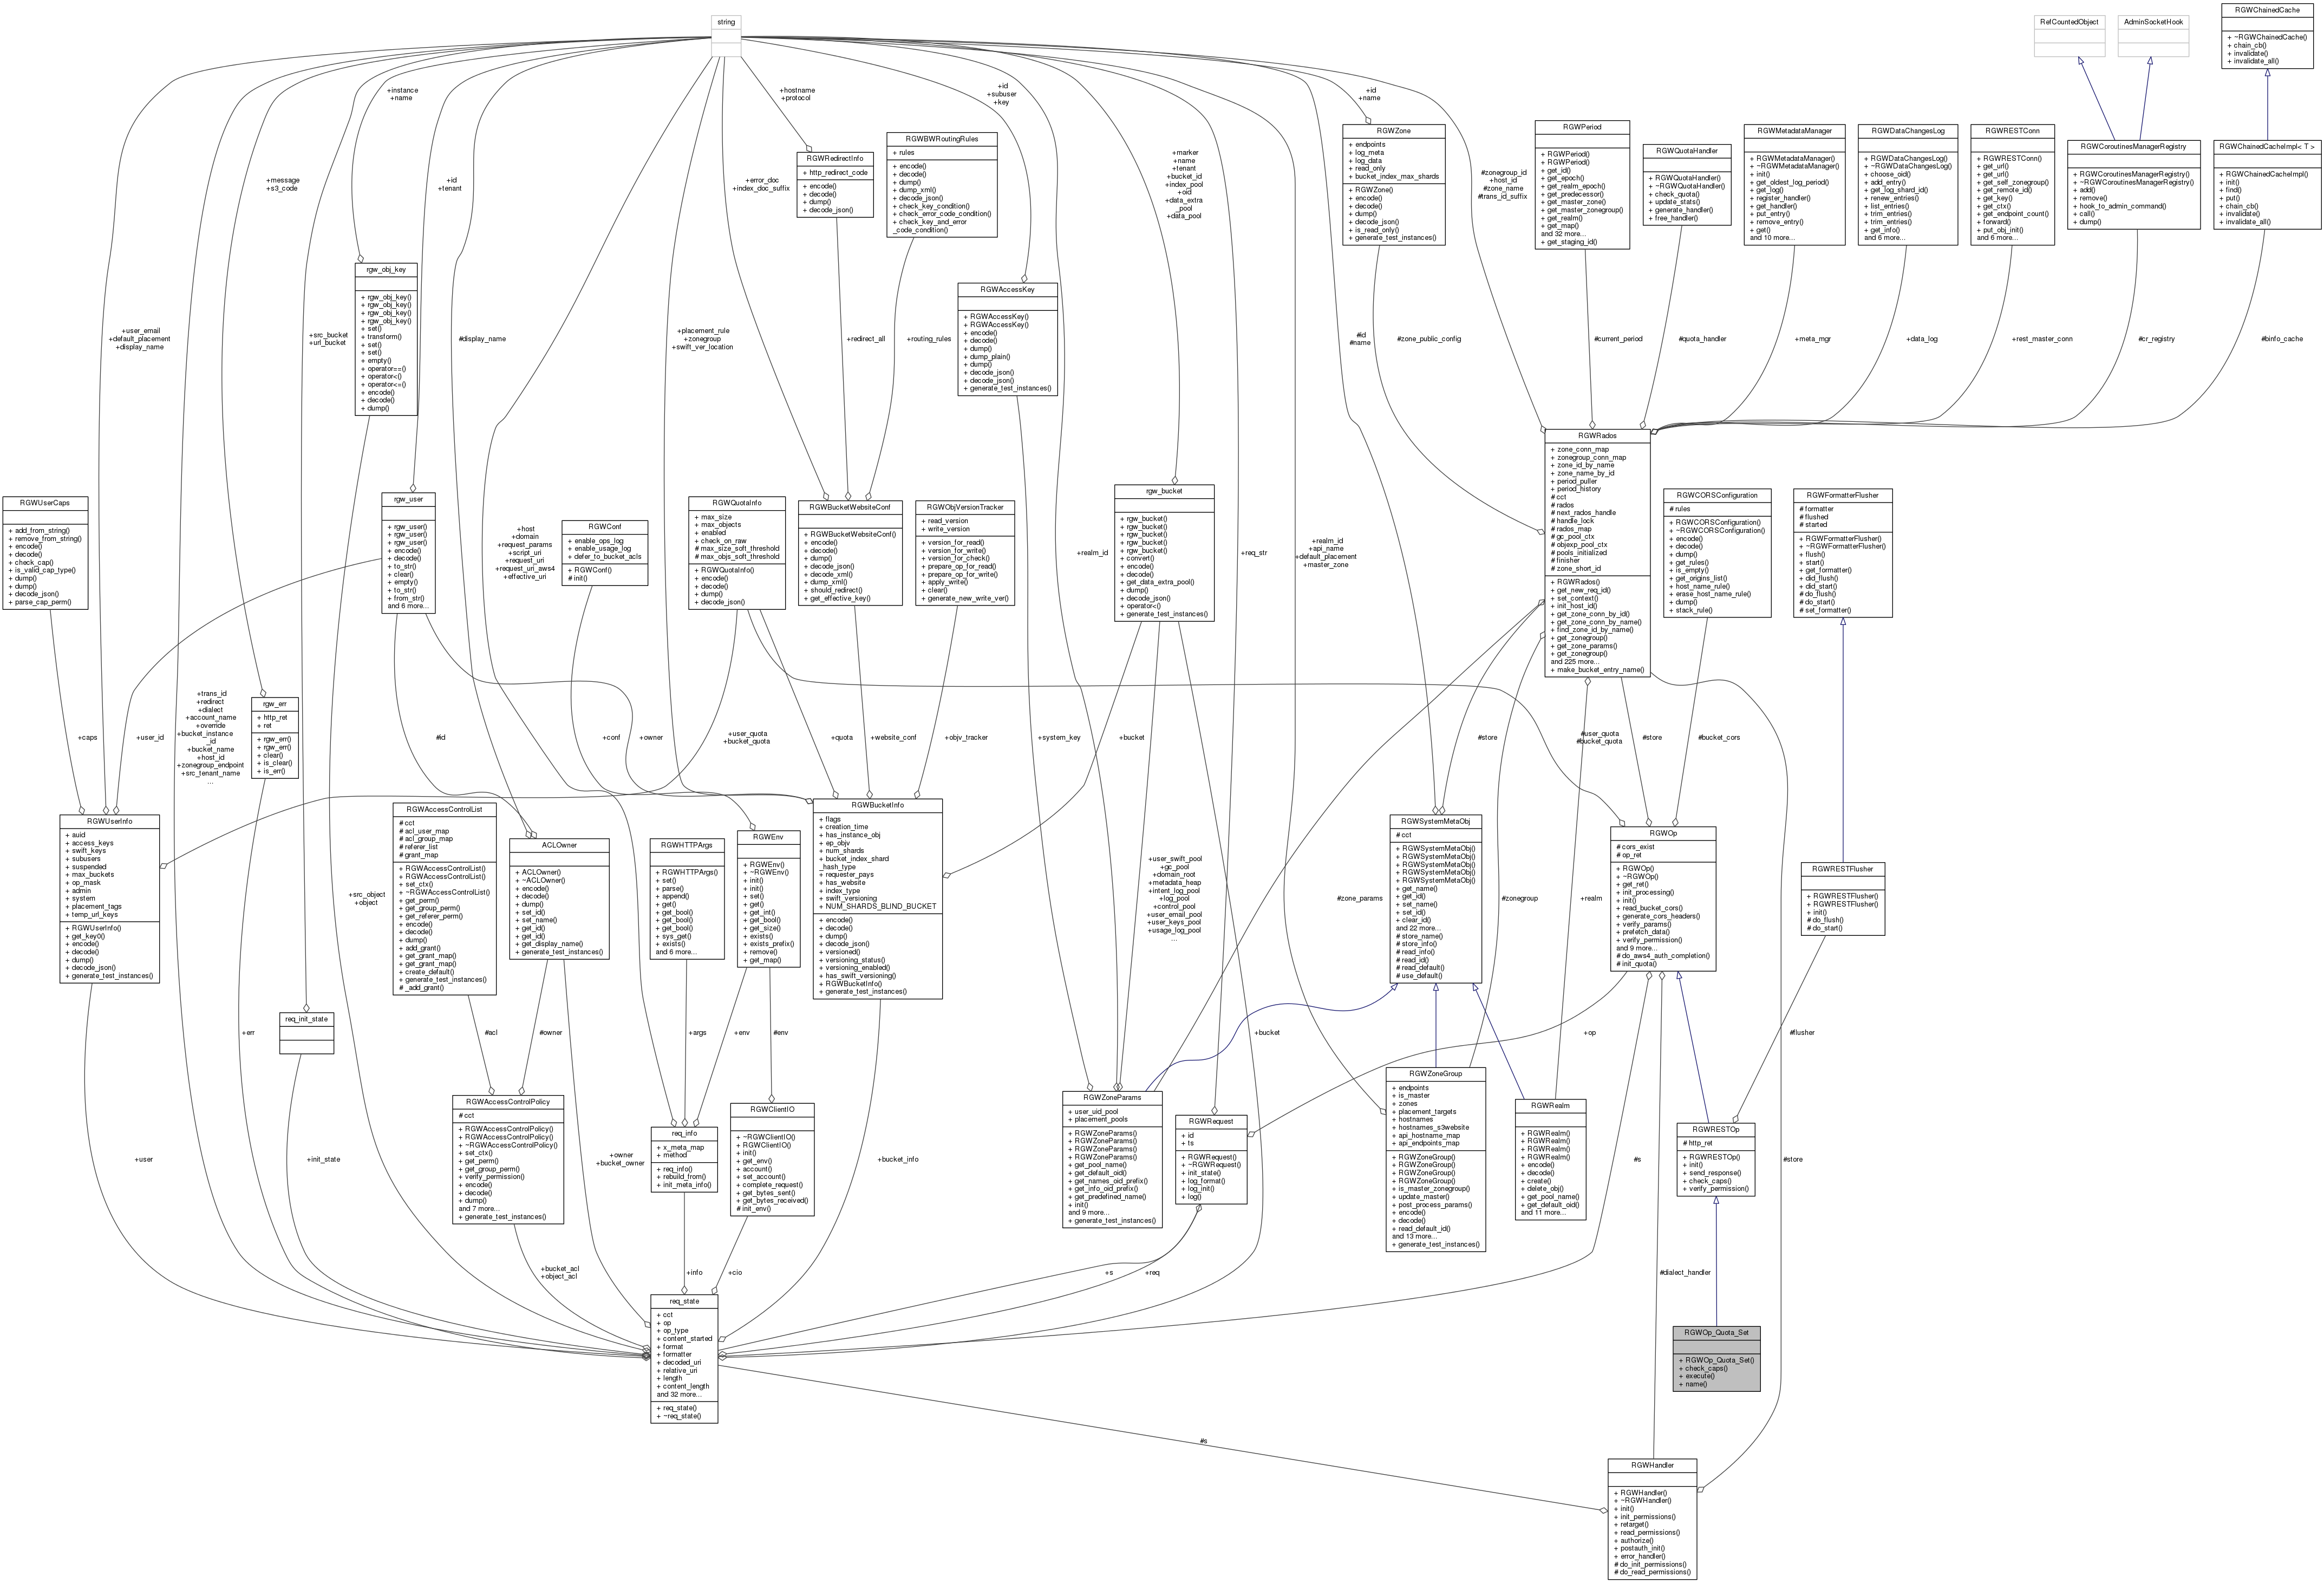 string
RefCountedObject
AdminSocketHook
RGWChainedCache
+ ~RGWChainedCache()
+ chain_cb()
+ invalidate()
+ invalidate_all()
+instance
+name
+hostname
+protocol
+id
+subuser
+key
+id
+name
RGWBWRoutingRules
+ rules
+ encode()
+ decode()
+ dump()
+ dump_xml()
+ decode_json()
+ check_key_condition()
+ check_error_code_condition()
+ check_key_and_error
_code_condition()
RGWRedirectInfo
+ http_redirect_code
+ encode()
+ decode()
+ dump()
+ decode_json()
RGWZone
+ endpoints
+ log_meta
+ log_data
+ read_only
+ bucket_index_max_shards
+ RGWZone()
+ encode()
+ decode()
+ dump()
+ decode_json()
+ is_read_only()
+ generate_test_instances()
RGWPeriod
+ RGWPeriod()
+ RGWPeriod()
+ get_id()
+ get_epoch()
+ get_realm_epoch()
+ get_predecessor()
+ get_master_zone()
+ get_master_zonegroup()
+ get_realm()
+ get_map()
and 32 more...
+ get_staging_id()
RGWQuotaHandler
+ RGWQuotaHandler()
+ ~RGWQuotaHandler()
+ check_quota()
+ update_stats()
+ generate_handler()
+ free_handler()
RGWMetadataManager
+ RGWMetadataManager()
+ ~RGWMetadataManager()
+ init()
+ get_oldest_log_period()
+ get_log()
+ register_handler()
+ get_handler()
+ put_entry()
+ remove_entry()
+ get()
and 10 more...
RGWDataChangesLog
+ RGWDataChangesLog()
+ ~RGWDataChangesLog()
+ choose_oid()
+ add_entry()
+ get_log_shard_id()
+ renew_entries()
+ list_entries()
+ trim_entries()
+ trim_entries()
+ get_info()
and 6 more...
RGWRESTConn
+ RGWRESTConn()
+ get_url()
+ get_url()
+ get_self_zonegroup()
+ get_remote_id()
+ get_key()
+ get_ctx()
+ get_endpoint_count()
+ forward()
+ put_obj_init()
and 6 more...
RGWCoroutinesManagerRegistry
+ RGWCoroutinesManagerRegistry()
+ ~RGWCoroutinesManagerRegistry()
+ add()
+ remove()
+ hook_to_admin_command()
+ call()
+ dump()
RGWChainedCacheImpl< T >
+ RGWChainedCacheImpl()
+ init()
+ find()
+ put()
+ chain_cb()
+ invalidate()
+ invalidate_all()
+message
+s3_code
+id
+tenant
+error_doc
+index_doc_suffix
+marker
+name
+tenant
+bucket_id
+index_pool
+oid
+data_extra
_pool
+data_pool
#zonegroup_id
+host_id
#zone_name
#trans_id_suffix
rgw_obj_key
+ rgw_obj_key()
+ rgw_obj_key()
+ rgw_obj_key()
+ rgw_obj_key()
+ set()
+ transform()
+ set()
+ set()
+ empty()
+ operator==()
+ operator<()
+ operator<=()
+ encode()
+ decode()
+ dump()
RGWAccessKey
+ RGWAccessKey()
+ RGWAccessKey()
+ encode()
+ decode()
+ dump()
+ dump_plain()
+ dump()
+ decode_json()
+ decode_json()
+ generate_test_instances()
+user_email
+default_placement
+display_name
+src_bucket
+url_bucket
#display_name
+placement_rule
+zonegroup
+swift_ver_location
+redirect_all
+routing_rules
#id
#name
#zone_public_config
#current_period
#quota_handler
+meta_mgr
+data_log
+rest_master_conn
#cr_registry
#binfo_cache
RGWRados
+ zone_conn_map
+ zonegroup_conn_map
+ zone_id_by_name
+ zone_name_by_id
+ period_puller
+ period_history
# cct
# rados
# next_rados_handle
# handle_lock
# rados_map
# gc_pool_ctx
# objexp_pool_ctx
# pools_initialized
# finisher
# zone_short_id
+ RGWRados()
+ get_new_req_id()
+ set_context()
+ init_host_id()
+ get_zone_conn_by_id()
+ get_zone_conn_by_name()
+ find_zone_id_by_name()
+ get_zonegroup()
+ get_zone_params()
+ get_zonegroup()
and 225 more...
+ make_bucket_entry_name()
RGWUserCaps
+ add_from_string()
+ remove_from_string()
+ encode()
+ decode()
+ check_cap()
+ is_valid_cap_type()
+ dump()
+ dump()
+ decode_json()
+ parse_cap_perm()
rgw_user
+ rgw_user()
+ rgw_user()
+ rgw_user()
+ encode()
+ decode()
+ to_str()
+ clear()
+ empty()
+ to_str()
+ from_str()
and 6 more...
+host
+domain
+request_params
+script_uri
+request_uri
+request_uri_aws4
+effective_uri
RGWConf
+ enable_ops_log
+ enable_usage_log
+ defer_to_bucket_acls
+ RGWConf()
# init()
RGWQuotaInfo
+ max_size
+ max_objects
+ enabled
+ check_on_raw
# max_size_soft_threshold
# max_objs_soft_threshold
+ RGWQuotaInfo()
+ encode()
+ decode()
+ dump()
+ decode_json()
RGWBucketWebsiteConf
+ RGWBucketWebsiteConf()
+ encode()
+ decode()
+ dump()
+ decode_json()
+ decode_xml()
+ dump_xml()
+ should_redirect()
+ get_effective_key()
RGWObjVersionTracker
+ read_version
+ write_version
+ version_for_read()
+ version_for_write()
+ version_for_check()
+ prepare_op_for_read()
+ prepare_op_for_write()
+ apply_write()
+ clear()
+ generate_new_write_ver()
+realm_id
rgw_bucket
+ rgw_bucket()
+ rgw_bucket()
+ rgw_bucket()
+ rgw_bucket()
+ rgw_bucket()
+ convert()
+ encode()
+ decode()
+ get_data_extra_pool()
+ dump()
+ decode_json()
+ operator<()
+ generate_test_instances()
+req_str
+realm_id
+api_name
+default_placement
+master_zone
RGWCORSConfiguration
# rules
+ RGWCORSConfiguration()
+ ~RGWCORSConfiguration()
+ encode()
+ decode()
+ dump()
+ get_rules()
+ is_empty()
+ get_origins_list()
+ host_name_rule()
+ erase_host_name_rule()
+ dump()
+ stack_rule()
RGWFormatterFlusher
# formatter
# flushed
# started
+ RGWFormatterFlusher()
+ ~RGWFormatterFlusher()
+ flush()
+ start()
+ get_formatter()
+ did_flush()
+ did_start()
# do_flush()
# do_start()
# set_formatter()
+trans_id
+redirect
+dialect
+account_name
+override
+bucket_instance
_id
+bucket_name
+host_id
+zonegroup_endpoint
+src_tenant_name
...
rgw_err
+ http_ret
+ ret
+ rgw_err()
+ rgw_err()
+ clear()
+ is_clear()
+ is_err()
+caps
+user_id
#id
+conf
+owner
+user_quota
+bucket_quota
+quota
+website_conf
+objv_tracker
+system_key
+bucket
#store
#user_quota
#bucket_quota
#store
#bucket_cors
RGWUserInfo
+ auid
+ access_keys
+ swift_keys
+ subusers
+ suspended
+ max_buckets
+ op_mask
+ admin
+ system
+ placement_tags
+ temp_url_keys
+ RGWUserInfo()
+ get_key0()
+ encode()
+ decode()
+ dump()
+ decode_json()
+ generate_test_instances()
+src_object
+object
RGWAccessControlList
# cct
# acl_user_map
# acl_group_map
# referer_list
# grant_map
+ RGWAccessControlList()
+ RGWAccessControlList()
+ set_ctx()
+ ~RGWAccessControlList()
+ get_perm()
+ get_group_perm()
+ get_referer_perm()
+ encode()
+ decode()
+ dump()
+ add_grant()
+ get_grant_map()
+ get_grant_map()
+ create_default()
+ generate_test_instances()
# _add_grant()
ACLOwner
+ ACLOwner()
+ ~ACLOwner()
+ encode()
+ decode()
+ dump()
+ set_id()
+ set_name()
+ get_id()
+ get_id()
+ get_display_name()
+ generate_test_instances()
RGWHTTPArgs
+ RGWHTTPArgs()
+ set()
+ parse()
+ append()
+ get()
+ get_bool()
+ get_bool()
+ get_bool()
+ sys_get()
+ exists()
and 6 more...
RGWEnv
+ RGWEnv()
+ ~RGWEnv()
+ init()
+ init()
+ set()
+ get()
+ get_int()
+ get_bool()
+ get_size()
+ exists()
+ exists_prefix()
+ remove()
+ get_map()
RGWBucketInfo
+ flags
+ creation_time
+ has_instance_obj
+ ep_objv
+ num_shards
+ bucket_index_shard
_hash_type
+ requester_pays
+ has_website
+ index_type
+ swift_versioning
+ NUM_SHARDS_BLIND_BUCKET
+ encode()
+ decode()
+ dump()
+ decode_json()
+ versioned()
+ versioning_status()
+ versioning_enabled()
+ has_swift_versioning()
+ RGWBucketInfo()
+ generate_test_instances()
+user_swift_pool
+gc_pool
+domain_root
+metadata_heap
+intent_log_pool
+log_pool
+control_pool
+user_email_pool
+user_keys_pool
+usage_log_pool
...
#zone_params
RGWSystemMetaObj
# cct
+ RGWSystemMetaObj()
+ RGWSystemMetaObj()
+ RGWSystemMetaObj()
+ RGWSystemMetaObj()
+ RGWSystemMetaObj()
+ get_name()
+ get_id()
+ set_name()
+ set_id()
+ clear_id()
and 22 more...
# store_name()
# store_info()
# read_info()
# read_id()
# read_default()
# use_default()
#zonegroup
+realm
RGWOp
# cors_exist
# op_ret
+ RGWOp()
+ ~RGWOp()
+ get_ret()
+ init_processing()
+ init()
+ read_bucket_cors()
+ generate_cors_headers()
+ verify_params()
+ prefetch_data()
+ verify_permission()
and 9 more...
# do_aws4_auth_completion()
# init_quota()
RGWRESTFlusher
+ RGWRESTFlusher()
+ RGWRESTFlusher()
+ init()
# do_flush()
# do_start()
req_init_state
+err
#acl
#owner
+args
+env
#env
+bucket
+op
#flusher
RGWAccessControlPolicy
# cct
+ RGWAccessControlPolicy()
+ RGWAccessControlPolicy()
+ ~RGWAccessControlPolicy()
+ set_ctx()
+ get_perm()
+ get_group_perm()
+ verify_permission()
+ encode()
+ decode()
+ dump()
and 7 more...
+ generate_test_instances()
req_info
+ x_meta_map
+ method
+ req_info()
+ rebuild_from()
+ init_meta_info()
RGWClientIO
+ ~RGWClientIO()
+ RGWClientIO()
+ init()
+ get_env()
+ account()
+ set_account()
+ complete_request()
+ get_bytes_sent()
+ get_bytes_received()
# init_env()
RGWZoneParams
+ user_uid_pool
+ placement_pools
+ RGWZoneParams()
+ RGWZoneParams()
+ RGWZoneParams()
+ RGWZoneParams()
+ get_pool_name()
+ get_default_oid()
+ get_names_oid_prefix()
+ get_info_oid_prefix()
+ get_predefined_name()
+ init()
and 9 more...
+ generate_test_instances()
RGWRequest
+ id
+ ts
+ RGWRequest()
+ ~RGWRequest()
+ init_state()
+ log_format()
+ log_init()
+ log()
RGWZoneGroup
+ endpoints
+ is_master
+ zones
+ placement_targets
+ hostnames
+ hostnames_s3website
+ api_hostname_map
+ api_endpoints_map
+ RGWZoneGroup()
+ RGWZoneGroup()
+ RGWZoneGroup()
+ RGWZoneGroup()
+ is_master_zonegroup()
+ update_master()
+ post_process_params()
+ encode()
+ decode()
+ read_default_id()
and 13 more...
+ generate_test_instances()
RGWRealm
+ RGWRealm()
+ RGWRealm()
+ RGWRealm()
+ RGWRealm()
+ encode()
+ decode()
+ create()
+ delete_obj()
+ get_pool_name()
+ get_default_oid()
and 11 more...
RGWRESTOp
# http_ret
+ RGWRESTOp()
+ init()
+ send_response()
+ check_caps()
+ verify_permission()
+user
+init_state
+owner
+bucket_owner
+bucket_info
#s
#store
+bucket_acl
+object_acl
+info
+cio
+s
+req
#dialect_handler
req_state
+ cct
+ op
+ op_type
+ content_started
+ format
+ formatter
+ decoded_uri
+ relative_uri
+ length
+ content_length
and 32 more...
+ req_state()
+ ~req_state()
RGWOp_Quota_Set
+ RGWOp_Quota_Set()
+ check_caps()
+ execute()
+ name()
#s
RGWHandler
+ RGWHandler()
+ ~RGWHandler()
+ init()
+ init_permissions()
+ retarget()
+ read_permissions()
+ authorize()
+ postauth_init()
+ error_handler()
# do_init_permissions()
# do_read_permissions()